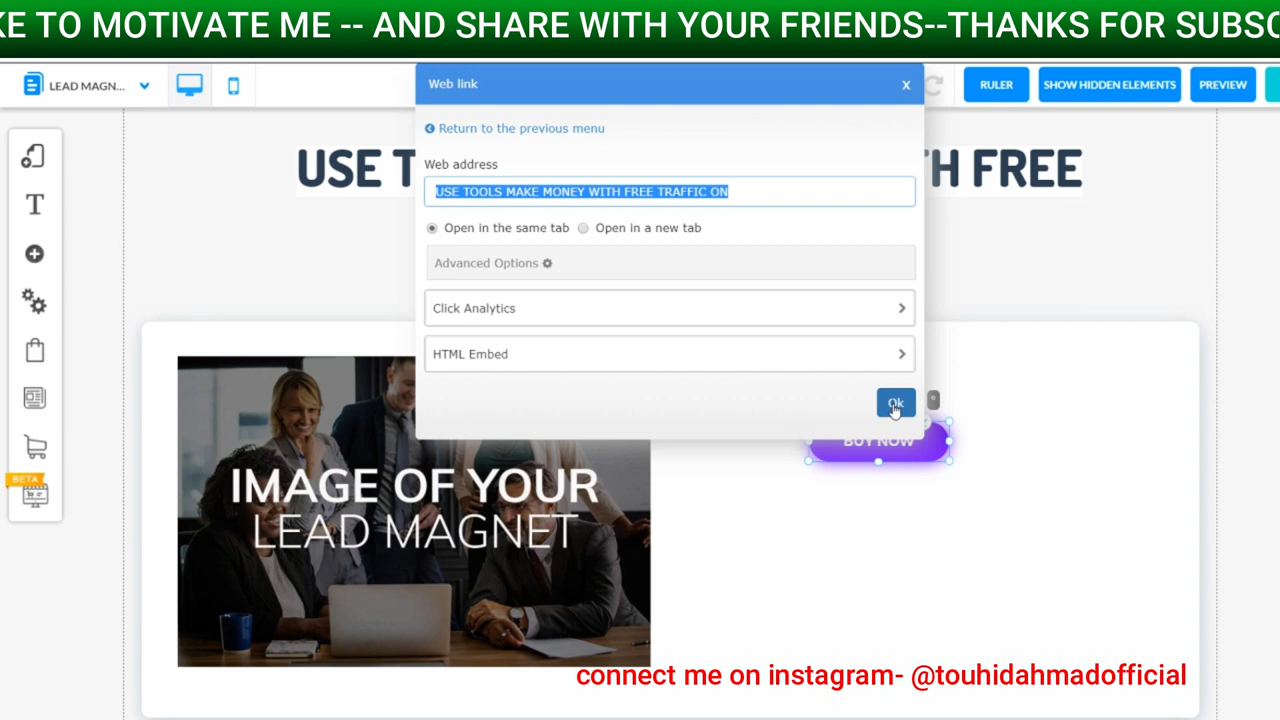 KE TO MOTIVATE ME -- AND SHARE WITH YOUR FRIENDS--THANKS FOR SUBSC
LEAD MAGN...
Web link
X
RULER
SHOW HIDDEN ELEMENTS
PREVIEW
Return to the previous menu
Web address
USE TOOLS MAKE MONEY WITH FREE TRAFFIC ON
USE T
TH FREE
Open in the same tab
Open in a new tab
Advanced Options
Click Analytics
HTML Embed
Ok
BUY NOW
IMAGE OF YOUR
LEAD MAGNET
BETA
connect me on instagram- @touhidahmadofficial